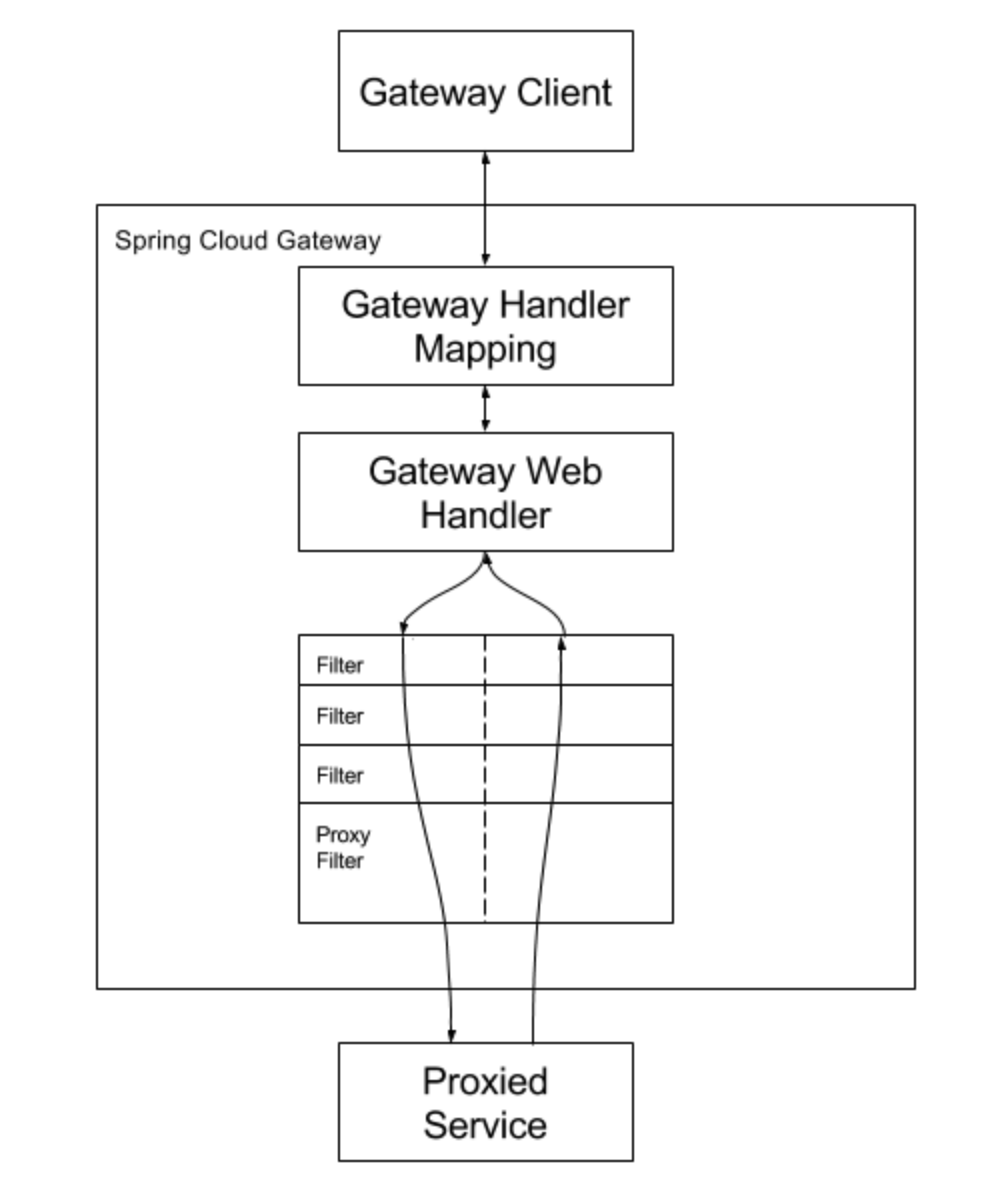 Gateway Client
Spring Cloud Gateway
Gateway Handler
Mapping
Gateway Web
Handler
Filter
Filter
Filter
Proxy
Filter
Proxied
Service